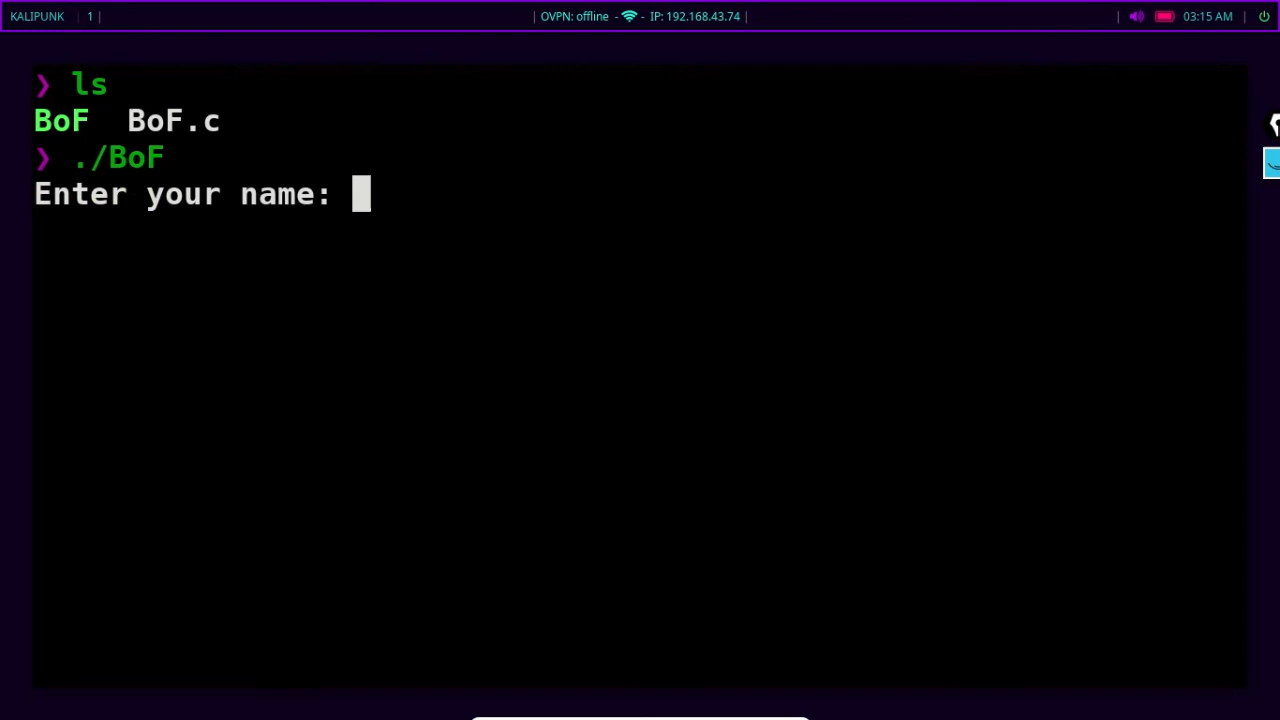 KALIPUNK | 1 | | OVPN: offline - - IP: 192.168.43.74 | | 03:15 AM |
❯ ls
BoF BoF.c
❯ ./BoF
Enter your name: